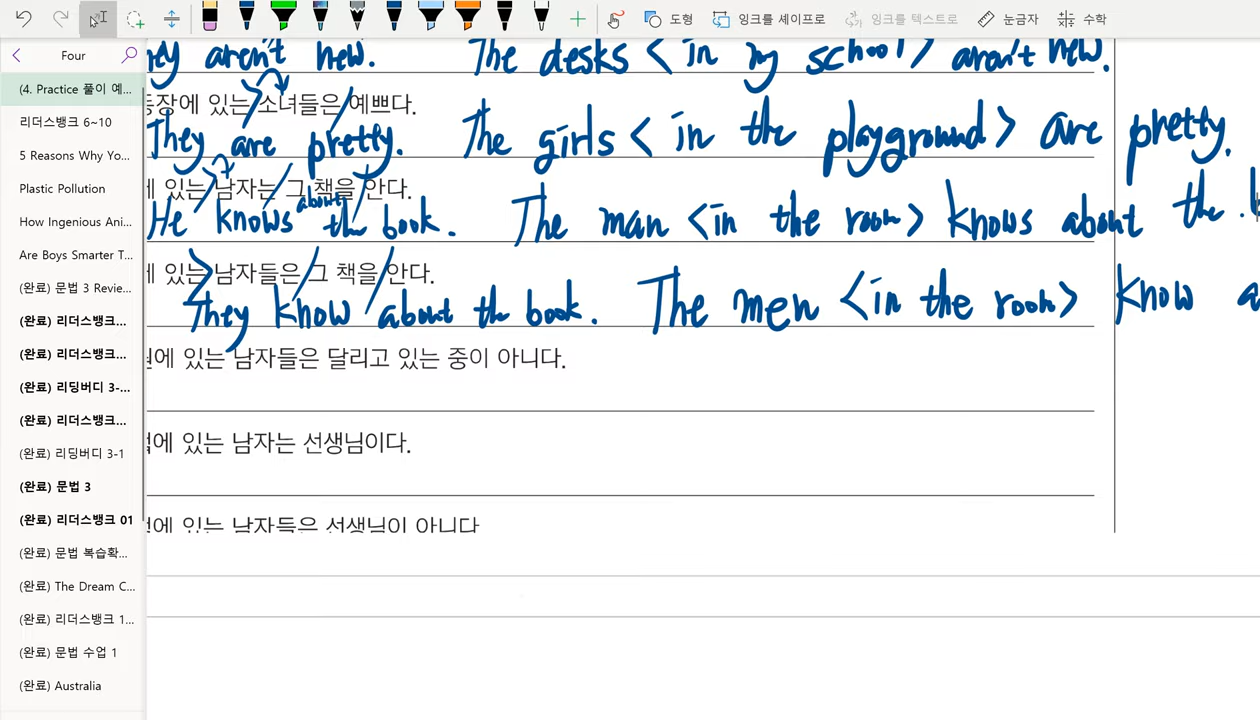 도형 잉크를 셰이프로 잉크를 텍스트로 눈금자 수학
Four
(4. Practice 풀이 예...
리더스뱅크 6~10
5 Reasons Why Yo...
Plastic Pollution
How Ingenious Ani...
Are Boys Smarter T...
(완료) 문법 3 Revie...
(완료) 리더스뱅크...
(완료) 리더스뱅크...
(완료) 리딩버디 3-...
(완료) 리더스뱅크...
(완료) 리딩버디 3-1
(완료) 문법 3
(완료) 리더스뱅크 01
(완료) 문법 복습확...
(완료) The Dream C...
(완료) 리더스뱅크 1...
(완료) 문법 수업 1
(완료) Australia
hey aren't new. The desks < in my school > aren't new.
장에 있는 소녀들은 예쁘다.
They are pretty. The girls < in the playground > are pretty.
에 있는 남자는 그 책을 안다.
He knows about the book. The man <in the room> knows about the
에 있는 남자들은 그 책을 안다.
They know about the book. The men <in the room> know
에 있는 남자들은 달리고 있는 중이 아니다.
에 있는 남자는 선생님이다.
에 있는 남자들은 선생님이 아니다